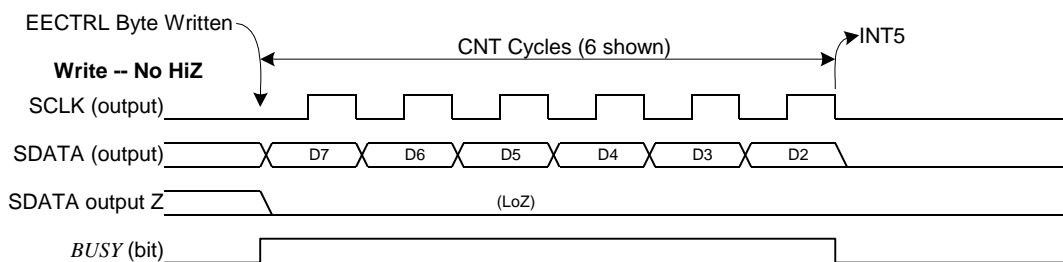 EECTRL Byte Written
CNT Cycles (6 shown)
INT5
Write -- No HiZ
SCLK (output)
SDATA (output)
D7 D6 D5 D4 D3 D2
SDATA output Z
(LoZ)
BUSY (bit)